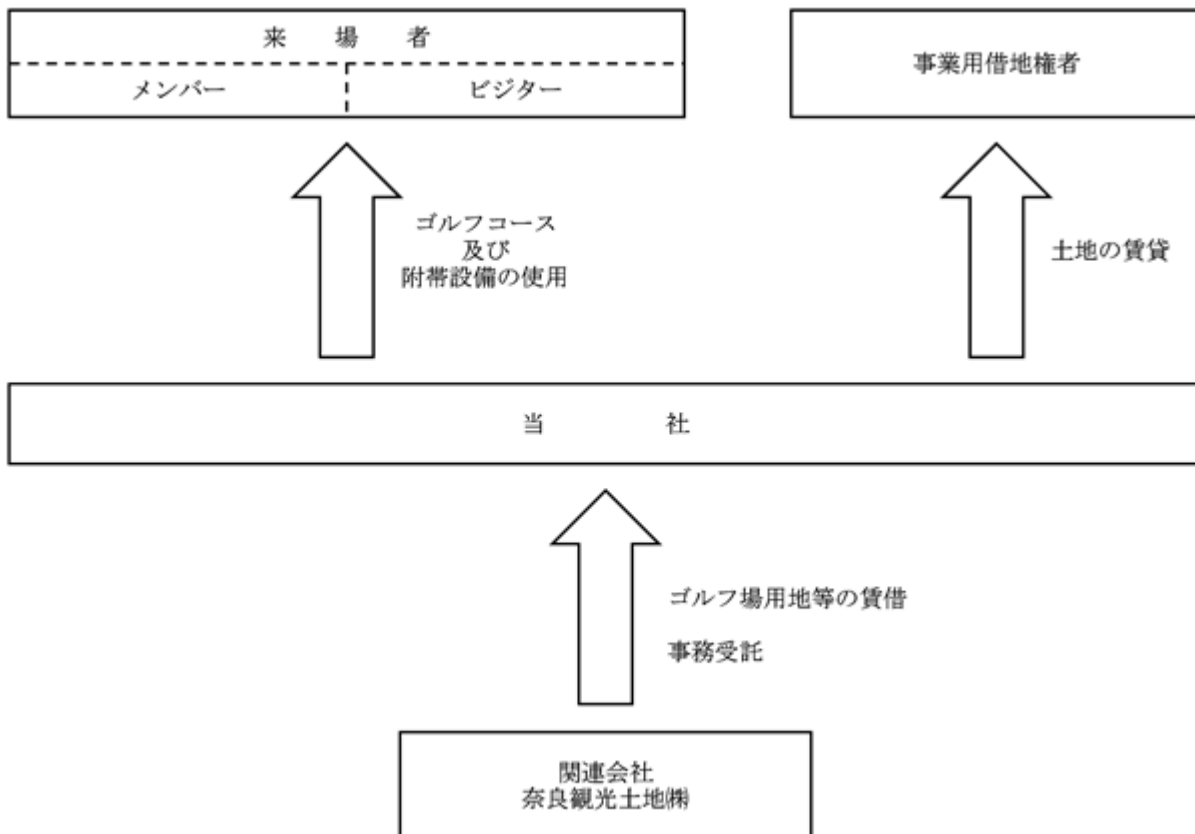 来場者
メンバー
ビジター
事業用借地権者
ゴルフコース
及び
附帯設備の使用
土地の賃貸
当社
ゴルフ場用地等の賃借
事務受託
関連会社
奈良観光土地㈱